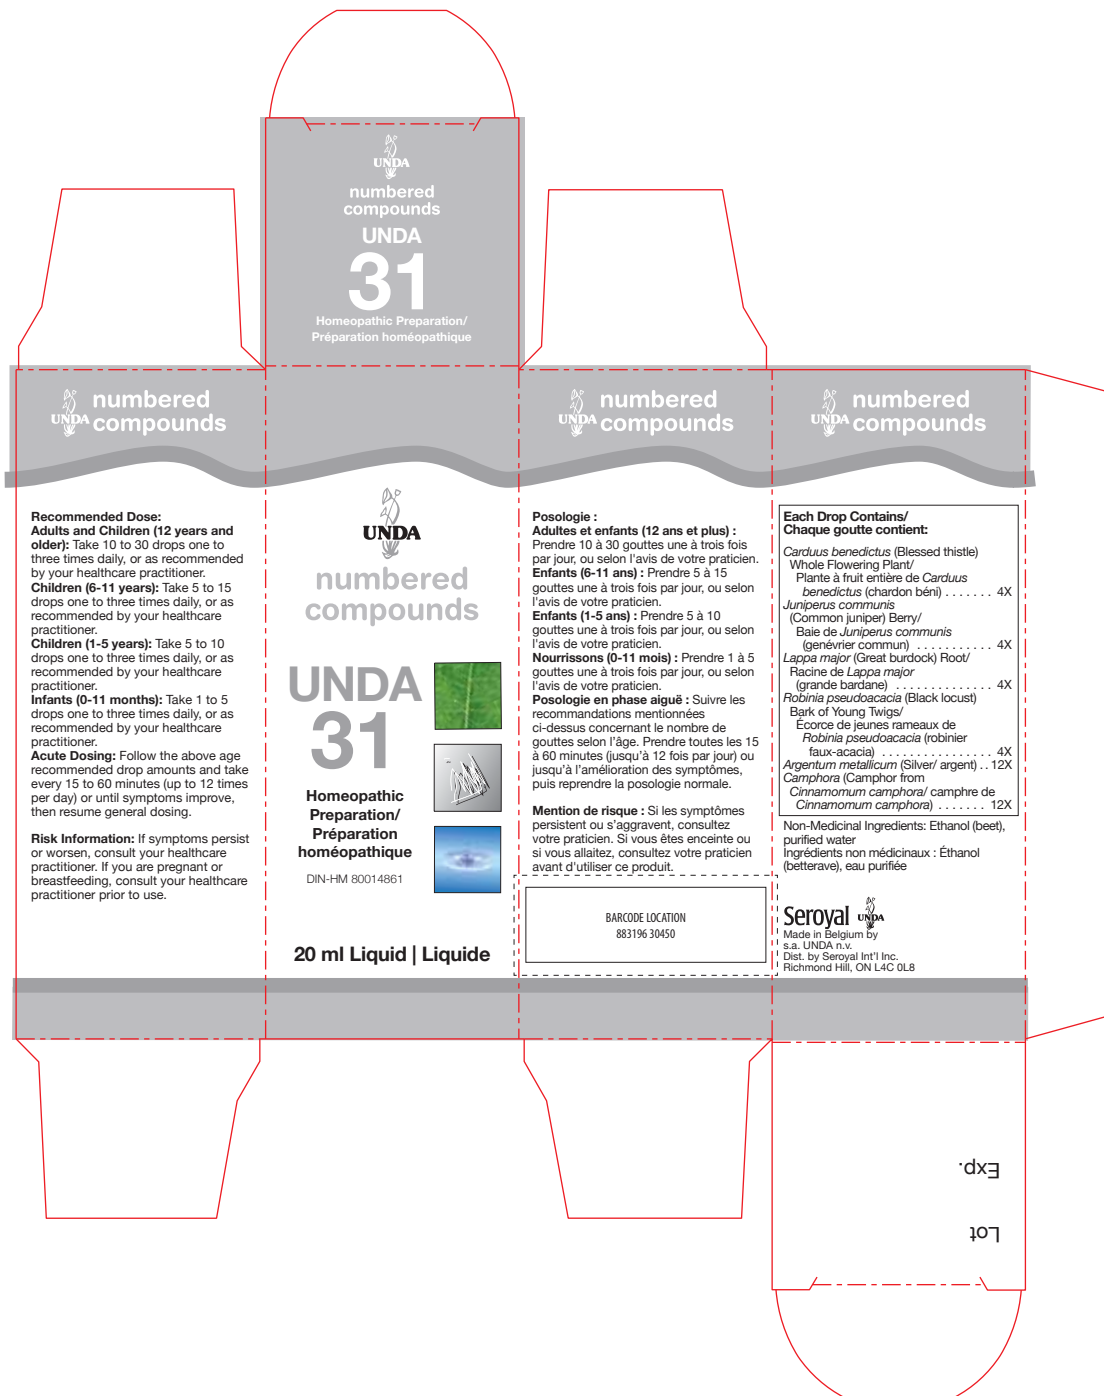 UNDA
numbered
compounds
UNDA
31
Homeopathic Preparation/
Préparation homéopathique
UNDA
numbered
compounds
UNDA
numbered
compounds
UNDA
numbered
compounds
Recommended Dose:
Adults and Children (12 years and
older): Take 10 to 30 drops one to
three times daily, or as recommended
by your healthcare practitioner.
Children (6-11 years): Take 5 to 15
drops one to three times daily, or as
recommended by your healthcare
practitioner.
Children (1-5 years): Take 5 to 10
drops one to three times daily, or as
recommended by your healthcare
practitioner.
Infants (0-11 months): Take 1 to 5
drops one to three times daily, or as
recommended by your healthcare
practitioner.
Acute Dosing: Follow the above age
recommended drop amounts and take
every 15 to 60 minutes (up to 12 times
per day) or until symptoms improve,
then resume general dosing.
Risk Information: If symptoms persist
or worsen, consult your healthcare
practitioner. If you are pregnant or
breastfeeding, consult your healthcare
practitioner prior to use.
UNDA
numbered
compounds
UNDA
31
Homeopathic
Preparation/
Préparation
homéopathique
DIN-HM 80014861
20 ml Liquid | Liquide
Posologie :
Adultes et enfants (12 ans et plus) :
Prendre 10 à 30 gouttes une à trois fois
par jour, ou selon l'avis de votre praticien.
Enfants (6-11 ans) : Prendre 5 à 15
gouttes une à trois fois par jour, ou selon
l'avis de votre praticien.
Enfants (1-5 ans) : Prendre 5 à 10
gouttes une à trois fois par jour, ou selon
l'avis de votre praticien.
Nourrissons (0-11 mois) : Prendre 1 à 5
gouttes une à trois fois par jour, ou selon
l'avis de votre praticien.
Posologie en phase aiguë : Suivre les
recommandations mentionnées
ci-dessus concernant le nombre de
gouttes selon l'âge. Prendre toutes les 15
à 60 minutes (jusqu'à 12 fois par jour) ou
jusqu'à l'amélioration des symptômes,
puis reprendre la posologie normale.
Mention de risque : Si les symptômes
persistent ou s'aggravent, consultez
votre praticien. Si vous êtes enceinte ou
si vous allaitez, consultez votre praticien
avant d'utiliser ce produit.
BARCODE LOCATION
883196 30450
Each Drop Contains/
Chaque goutte contient:
Carduus benedictus (Blessed thistle)
Whole Flowering Plant/
Plante à fruit entière de Carduus
benedictus (chardon béni) . . . . . . . 4X
Juniperus communis
(Common juniper) Berry/
Baie de Juniperus communis
(genévrier commun) . . . . . . . . . . . 4X
Lappa major (Great burdock) Root/
Racine de Lappa major
(grande bardane) . . . . . . . . . . . . . . 4X
Robinia pseudoacacia (Black locust)
Bark of Young Twigs/
Écorce de jeunes rameaux de
Robinia pseudoacacia (robinier
faux-acacia) . . . . . . . . . . . . . . . . 4X
Argentum metallicum (Silver/ argent) . . 12X
Camphora (Camphor from
Cinnamomum camphora/ camphre de
Cinnamomum camphora) . . . . . . . 12X
Non-Medicinal Ingredients: Ethanol (beet),
purified water
Ingrédients non médicinaux : Éthanol
(betterave), eau purifiée
Seroyal UNDA
Made in Belgium by
s.a. UNDA n.v.
Dist. by Seroyal Int'l Inc.
Richmond Hill, ON L4C 0L8
Exp.
Lot